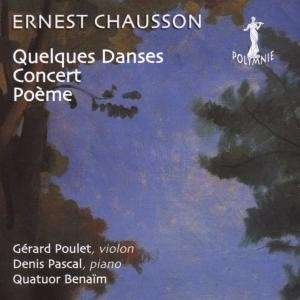 ERNEST CHAUSSON
Quelques Danses
Concert
Poème
POLYMNIE
Gérard Poulet, violon
Denis Pascal, piano
Quatuor Benaïm